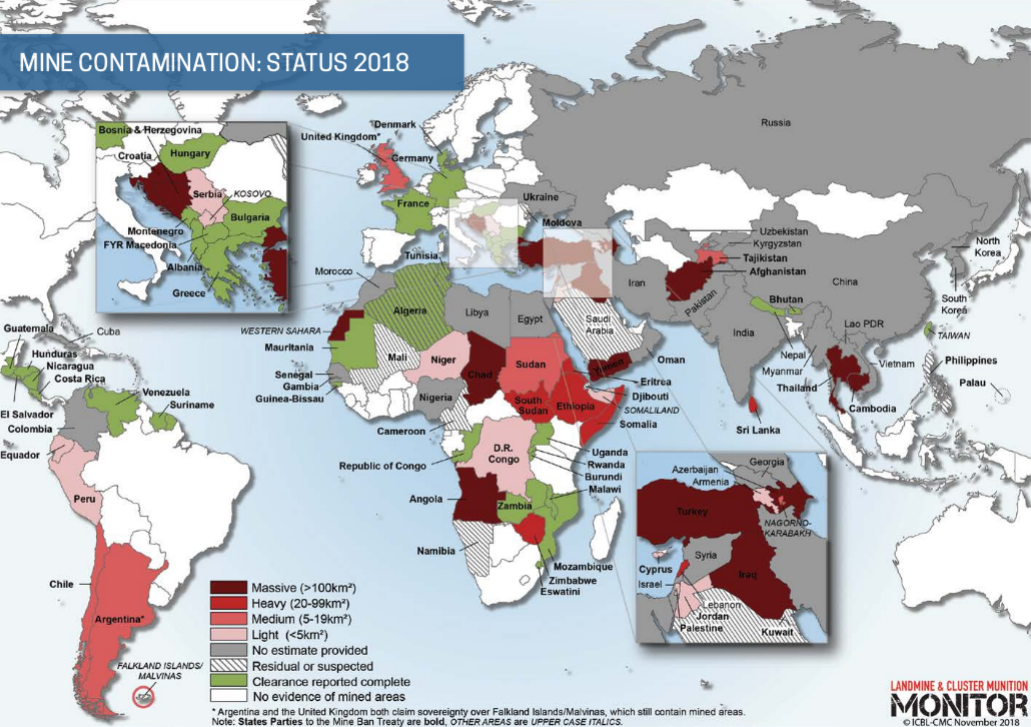 MINE CONTAMINATION: STATUS 2018
Bosnia & Herzegovina
Croatia
Hungary
Serbia
KOSOVO
Bulgaria
Montenegro
FYR Macedonia
Albania
Greece
Denmark
United Kingdom*
Germany
France
Ukraine
Moldova
Russia
Tunisia
Morocco
Algeria
Libya
Egypt
Saudi
Arabia
Iran
Uzbekistan
Kyrgyzstan
Tajikistan
Afghanistan
Pakistan
China
North
Korea
South
Korea
TAIWAN
Bhutan
India
Nepal
Myanmar
Lao PDR
Thailand
Vietnam
Cambodia
Philippines
Palau
Sri Lanka
WESTERN SAHARA
Mauritania
Mali
Niger
Chad
Sudan
Yemen
Oman
Eritrea
Djibouti
SOMALILAND
Somalia
Senegal
Gambia
Guinea-Bissau
Nigeria
South
Sudan
Ethiopia
Cameroon
Republic of Congo
D.R.
Congo
Uganda
Rwanda
Burundi
Malawi
Angola
Zambia
Namibia
Mozambique
Zimbabwe
Eswatini
Guatemala
Cuba
Hunduras
Nicaragua
Costa Rica
Venezuela
Suriname
El Salvador
Colombia
Equador
Peru
Chile
Argentina*
FALKLAND ISLANDS/
MALVINAS
Georgia
Azerbaijan
Armenia
NAGORNO-
KARABAKH
Turkey
Syria
Iraq
Cyprus
Israel
Lebanon
Jordan
Palestine
Kuwait
Massive (>100km²)
Heavy (20-99km²)
Medium (5-19km²)
Light (<5km²)
No estimate provided
Residual or suspected
Clearance reported complete
No evidence of mined areas
* Argentina and the United Kingdom both claim sovereignty over Falkland Islands/Malvinas, which still contain mined areas.
Note: States Parties to the Mine Ban Treaty are bold, OTHER AREAS are UPPER CASE ITALICS.
LANDMINE & CLUSTER MUNITION
MONITOR
© ICBL-CMC November 2018